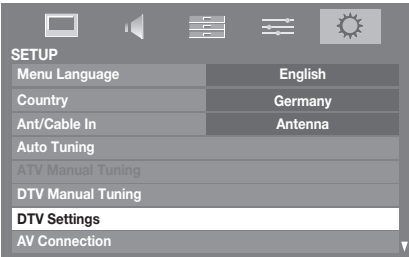 SETUP
Menu Language English
Country Germany
Ant/Cable In Antenna
Auto Tuning
ATV Manual Tuning
DTV Manual Tuning
DTV Settings
AV Connection